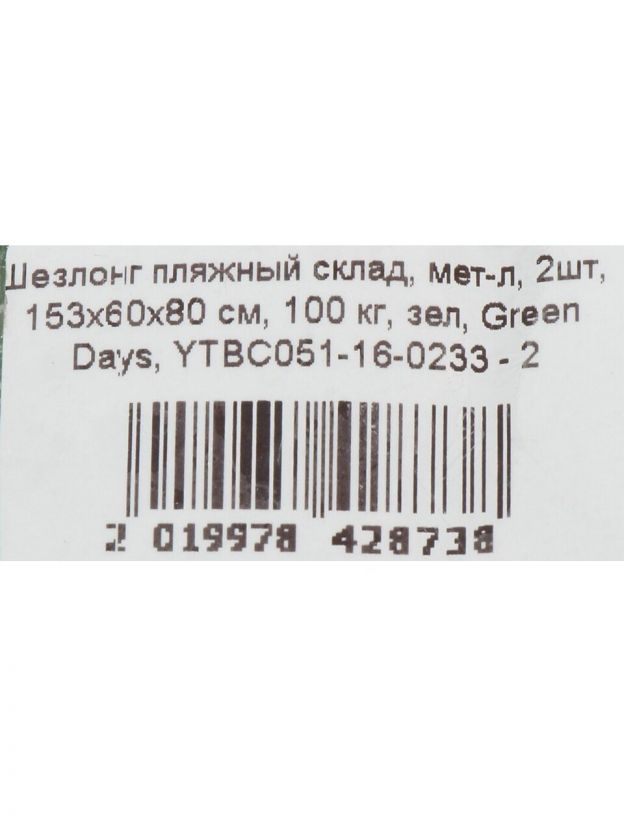 Шезлонг пляжный склад, мет-л, 2шт,
153х60х80 см, 100 кг, зел, Green
Days, YTBC051-16-0233 - 2
2 019978 428738